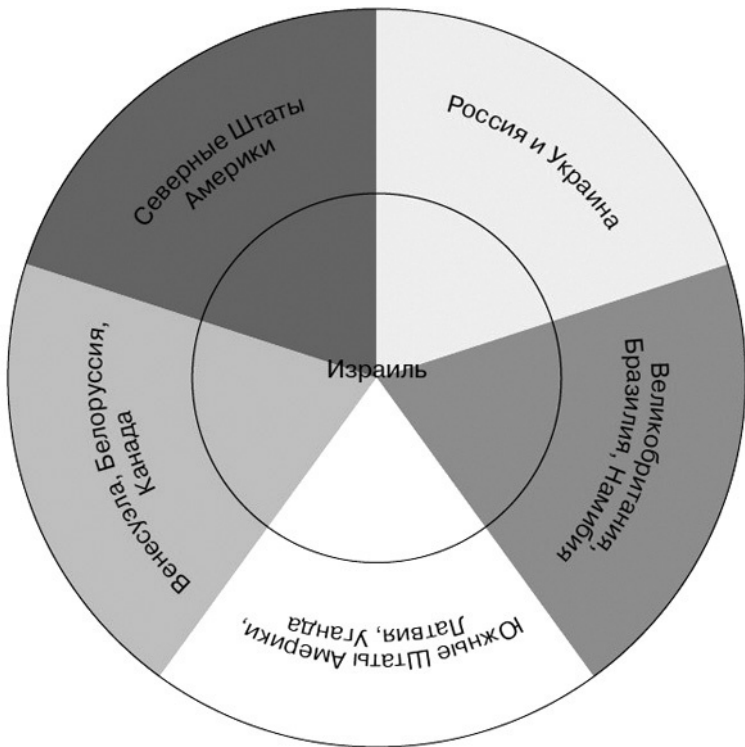 Северные Штаты
Америки
Россия и Украина
Израиль
Великобритания,
Бразилия, Намибия
Южные Штаты Америки,
Латвия, Уганда
Венесуэла, Белоруссия,
Канада